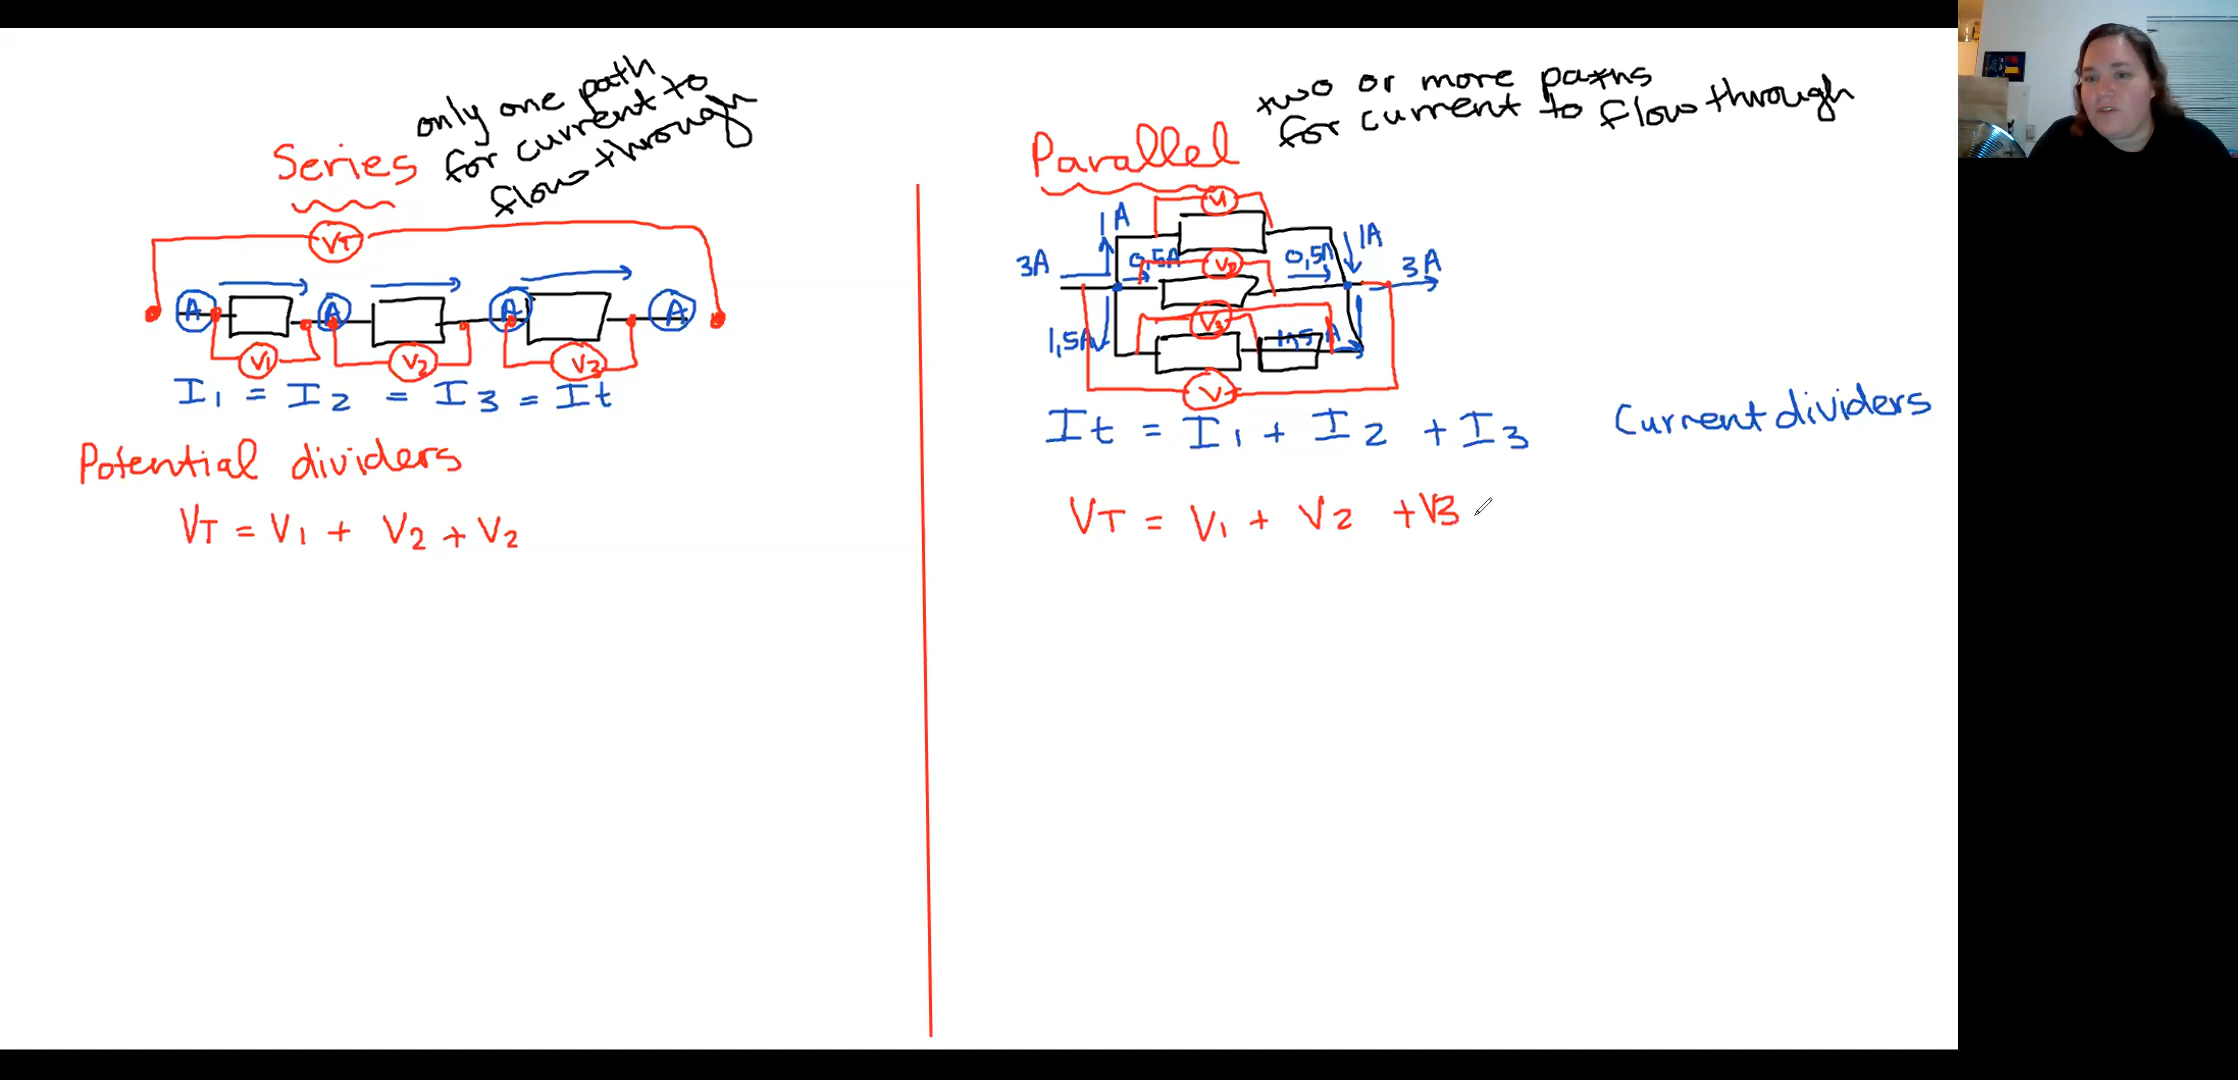 Series
only one path
for current to
flow through
VT
A A A A
V1 V2 V3
I1 = I2 = I3 = It
Potential dividers
VT = V1 + V2 + V2
Parallel
two or more paths
for current to flow through
V1
1A 1A
3A 0,5A V2 0,5A 3A
1,5A V3 1,5A
V
It = I1 + I2 + I3
Current dividers
VT = V1 + V2 + V3